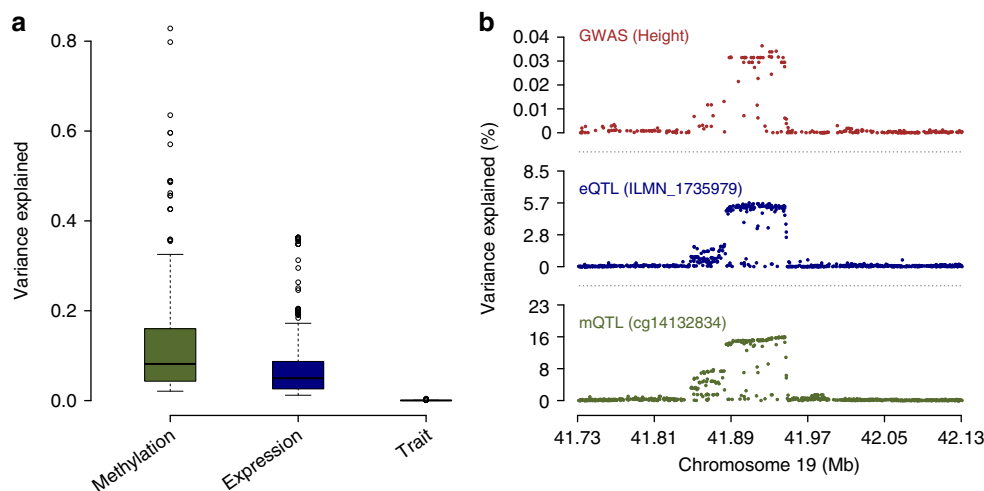 a
Variance explained
0.8
0.6
0.4
0.2
0.0
Methylation
Expression
Trait
b
Variance explained (%)
GWAS (Height)
0.04
0.03
0.02
0.01
0
eQTL (ILMN_1735979)
8.5
5.7
2.8
0
mQTL (cg14132834)
23
16
8
0
41.73 41.81 41.89 41.97 42.05 42.13
Chromosome 19 (Mb)